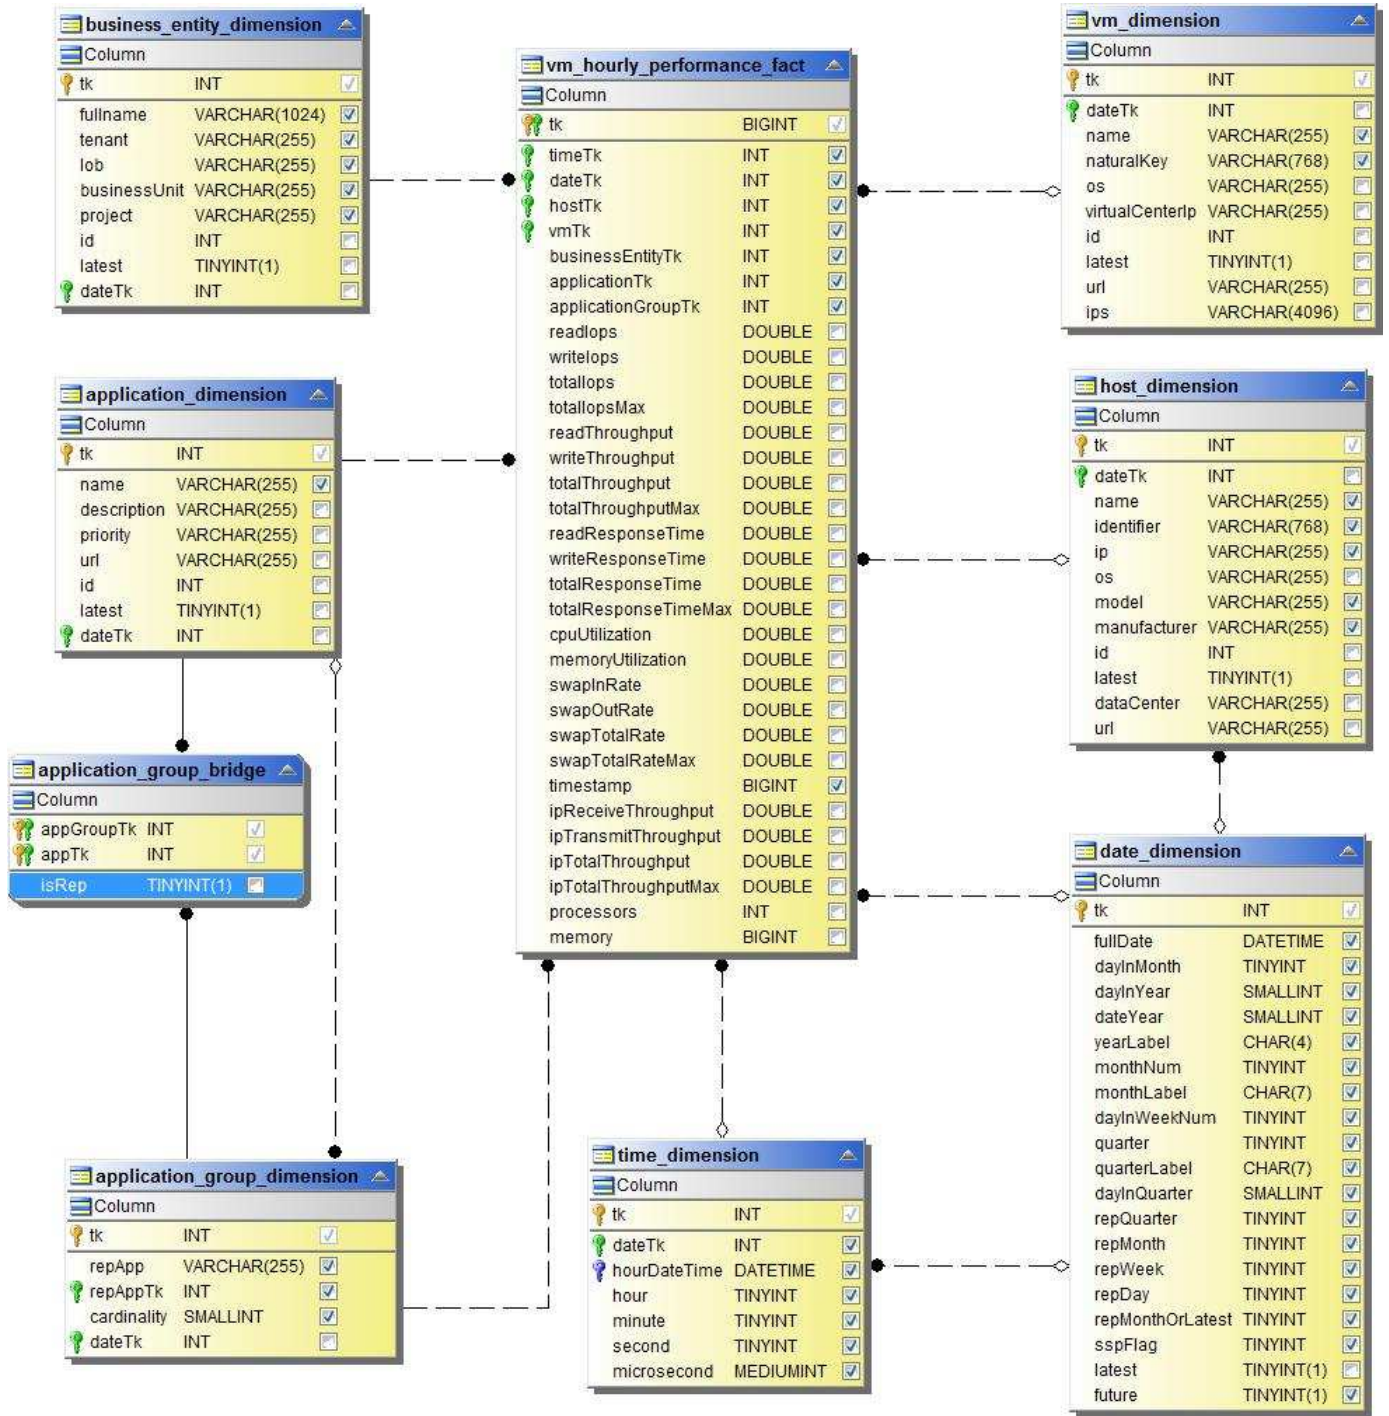 business_entity_dimension
Column
tk INT
fullname VARCHAR(1024)
tenant VARCHAR(255)
lob VARCHAR(255)
businessUnit VARCHAR(255)
project VARCHAR(255)
id INT
latest TINYINT(1)
dateTk INT
vm_hourly_performance_fact
Column
tk BIGINT
timeTk INT
dateTk INT
hostTk INT
vmTk INT
businessEntityTk INT
applicationTk INT
applicationGroupTk INT
readIops DOUBLE
writeIops DOUBLE
totalIops DOUBLE
totalIopsMax DOUBLE
readThroughput DOUBLE
writeThroughput DOUBLE
totalThroughput DOUBLE
totalThroughputMax DOUBLE
readResponseTime DOUBLE
writeResponseTime DOUBLE
totalResponseTime DOUBLE
totalResponseTimeMax DOUBLE
cpuUtilization DOUBLE
memoryUtilization DOUBLE
swapInRate DOUBLE
swapOutRate DOUBLE
swapTotalRate DOUBLE
swapTotalRateMax DOUBLE
timestamp BIGINT
ipReceiveThroughput DOUBLE
ipTransmitThroughput DOUBLE
ipTotalThroughput DOUBLE
ipTotalThroughputMax DOUBLE
processors INT
memory BIGINT
vm_dimension
Column
tk INT
dateTk INT
name VARCHAR(255)
naturalKey VARCHAR(768)
os VARCHAR(255)
virtualCenterIp VARCHAR(255)
id INT
latest TINYINT(1)
url VARCHAR(255)
ips VARCHAR(4096)
application_dimension
Column
tk INT
name VARCHAR(255)
description VARCHAR(255)
priority VARCHAR(255)
url VARCHAR(255)
id INT
latest TINYINT(1)
dateTk INT
host_dimension
Column
tk INT
dateTk INT
name VARCHAR(255)
identifier VARCHAR(768)
ip VARCHAR(255)
os VARCHAR(255)
model VARCHAR(255)
manufacturer VARCHAR(255)
id INT
latest TINYINT(1)
dataCenter VARCHAR(255)
url VARCHAR(255)
application_group_bridge
Column
appGroupTk INT
appTk INT
isRep TINYINT(1)
date_dimension
Column
tk INT
fullDate DATETIME
dayInMonth TINYINT
dayInYear SMALLINT
dateYear SMALLINT
yearLabel CHAR(4)
monthNum TINYINT
monthLabel CHAR(7)
dayInWeekNum TINYINT
quarter TINYINT
quarterLabel CHAR(7)
dayInQuarter SMALLINT
repQuarter TINYINT
repMonth TINYINT
repWeek TINYINT
repDay TINYINT
repMonthOrLatest TINYINT
sspFlag TINYINT
latest TINYINT(1)
future TINYINT(1)
application_group_dimension
Column
tk INT
repApp VARCHAR(255)
repAppTk INT
cardinality SMALLINT
dateTk INT
time_dimension
Column
tk INT
dateTk INT
hourDateTime DATETIME
hour TINYINT
minute TINYINT
second TINYINT
microsecond MEDIUMINT